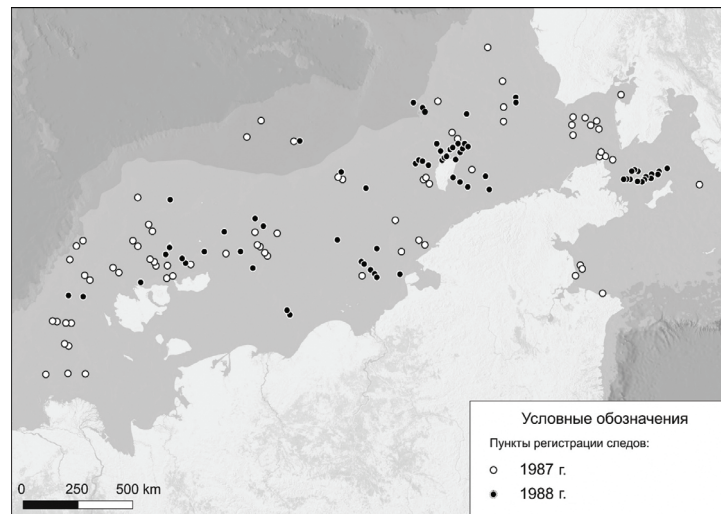 Условные обозначения
Пункты регистрации следов:
1987 г.
1988 г.
0 250 500 km